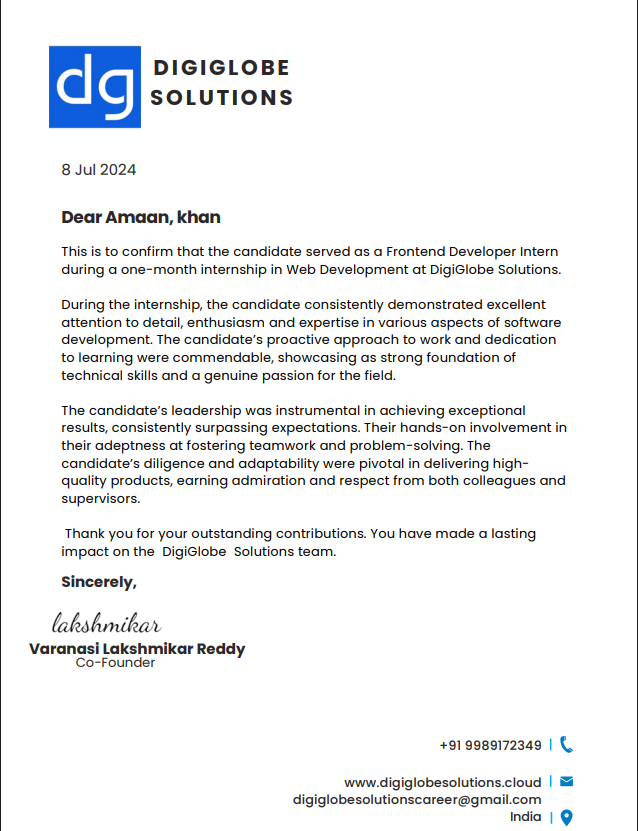 dg
DIGIGLOBE
SOLUTIONS
8 Jul 2024
Dear Amaan, khan
This is to confirm that the candidate served as a Frontend Developer Intern
during a one-month internship in Web Development at DigiGlobe Solutions.
During the internship, the candidate consistently demonstrated excellent
attention to detail, enthusiasm and expertise in various aspects of software
development. The candidate’s proactive approach to work and dedication
to learning were commendable, showcasing as strong foundation of
technical skills and a genuine passion for the field.
The candidate’s leadership was instrumental in achieving exceptional
results, consistently surpassing expectations. Their hands-on involvement in
their adeptness at fostering teamwork and problem-solving. The
candidate’s diligence and adaptability were pivotal in delivering high-
quality products, earning admiration and respect from both colleagues and
supervisors.
Thank you for your outstanding contributions. You have made a lasting
impact on the DigiGlobe Solutions team.
Sincerely,
lakshmikar
Varanasi Lakshmikar Reddy
Co-Founder
+91 9989172349
www.digiglobesolutions.cloud
digiglobesolutionscareer@gmail.com
India